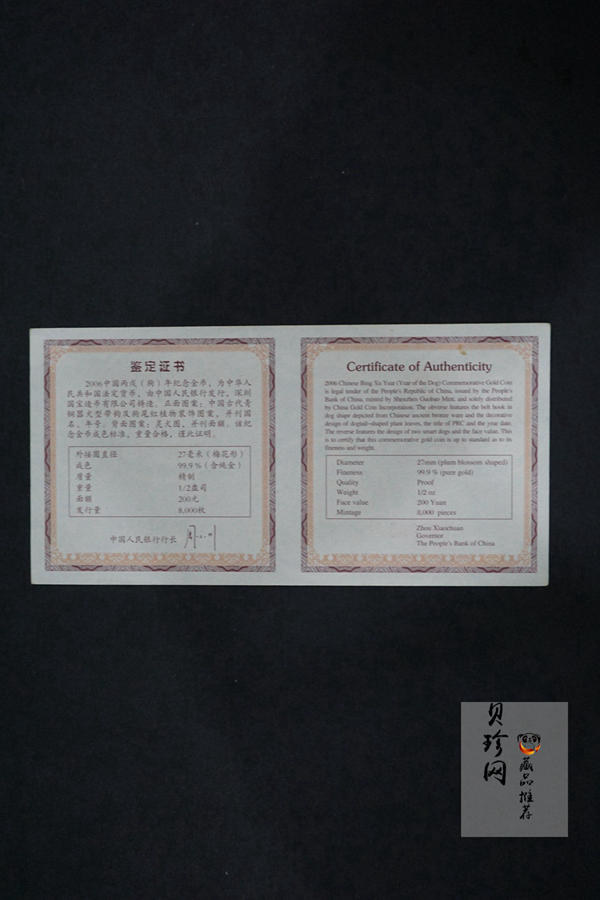 鉴定证书
2006中国丙戌（狗）年纪念金币，为中华人
民共和国法定货币，由中国人民银行发行，深圳
国宝造币有限公司铸造。正面图案：中国古代青
铜器犬型带钩及狗尾红植物装饰图案，并刊国
名、年号；背面图案：灵犬图，并刊面额。该纪
念金币成色标准，重量合格，谨此证明。
外接圆直径 27毫米（梅花形）
成色 99.9%（含纯金）
质量 精制
重量 1/2盎司
面额 200元
发行量 8,000枚
中国人民银行行长
Certificate of Authenticity
2006 Chinese Bing Xu Year (Year of the Dog) Commemorative Gold Coin
is legal tender of the People's Republic of China, issued by the People's
Bank of China, minted by Shenzhen Guobao Mint, and solely distributed
by China Gold Coin Incorporation. The obverse features the belt hook in
dog shape depicted from Chinese ancient bronze ware and the decorative
design of dogtail-shaped plant leaves, the title of PRC and the year date.
The reverse features the design of two smart dogs and the face value. This
is to certify that this commemorative gold coin is up to standard as to its
fineness and weight.
Diameter 27mm (plum blossom shaped)
Fineness 99.9 % (pure gold)
Quality Proof
Weight 1/2 oz
Face value 200 Yuan
Mintage 8,000 pieces
Zhou Xiaochuan
Governor
The People's Bank of China
贝珍网
藏品推荐